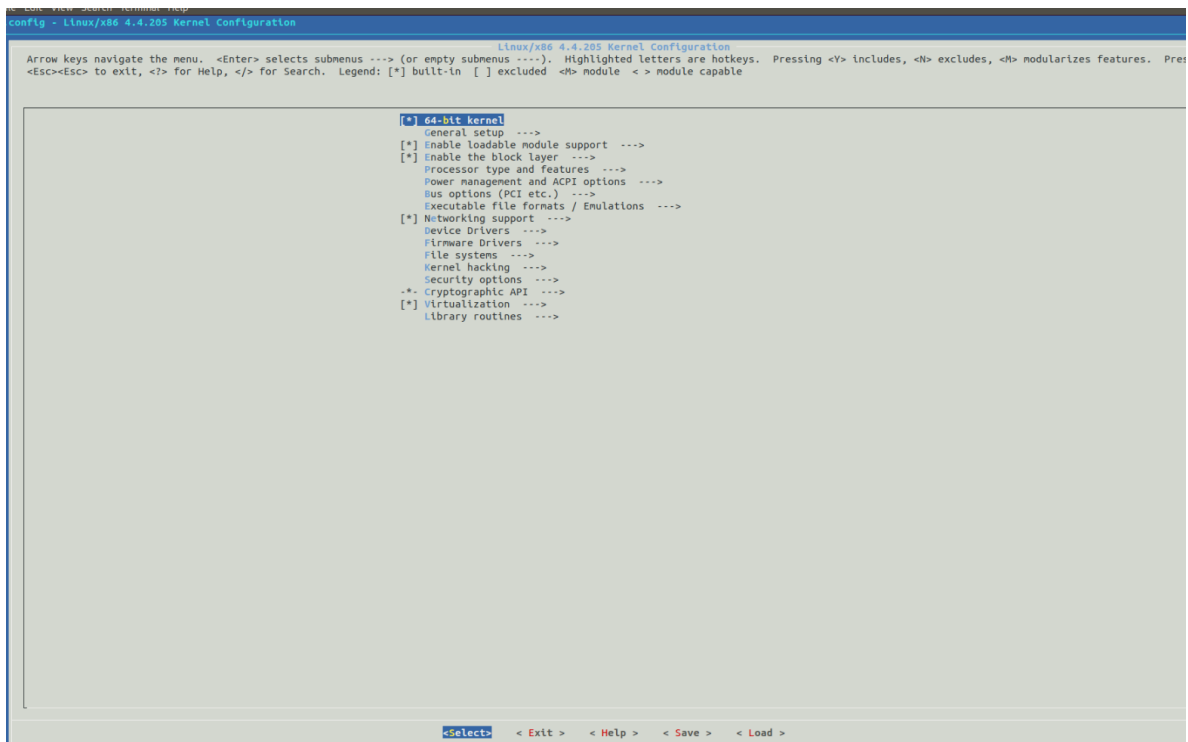 Edit View Search Terminal Help
config - Linux/x86 4.4.205 Kernel Configuration
Linux/x86 4.4.205 Kernel Configuration
Arrow keys navigate the menu.  <Enter> selects submenus ---> (or empty submenus ----).  Highlighted letters are hotkeys.  Pressing <Y> includes, <N> excludes, <M> modularizes features.  Pres
<Esc><Esc> to exit, <?> for Help, </> for Search.  Legend: [*] built-in  [ ] excluded  <M> module  < > module capable
[*] 64-bit kernel
General setup  --->
[*] Enable loadable module support  --->
[*] Enable the block layer  --->
Processor type and features  --->
Power management and ACPI options  --->
Bus options (PCI etc.)  --->
Executable file formats / Emulations  --->
[*] Networking support  --->
Device Drivers  --->
Firmware Drivers  --->
File systems  --->
Kernel hacking  --->
Security options  --->
-*- Cryptographic API  --->
[*] Virtualization  --->
Library routines  --->
<Select>    < Exit >    < Help >    < Save >    < Load >